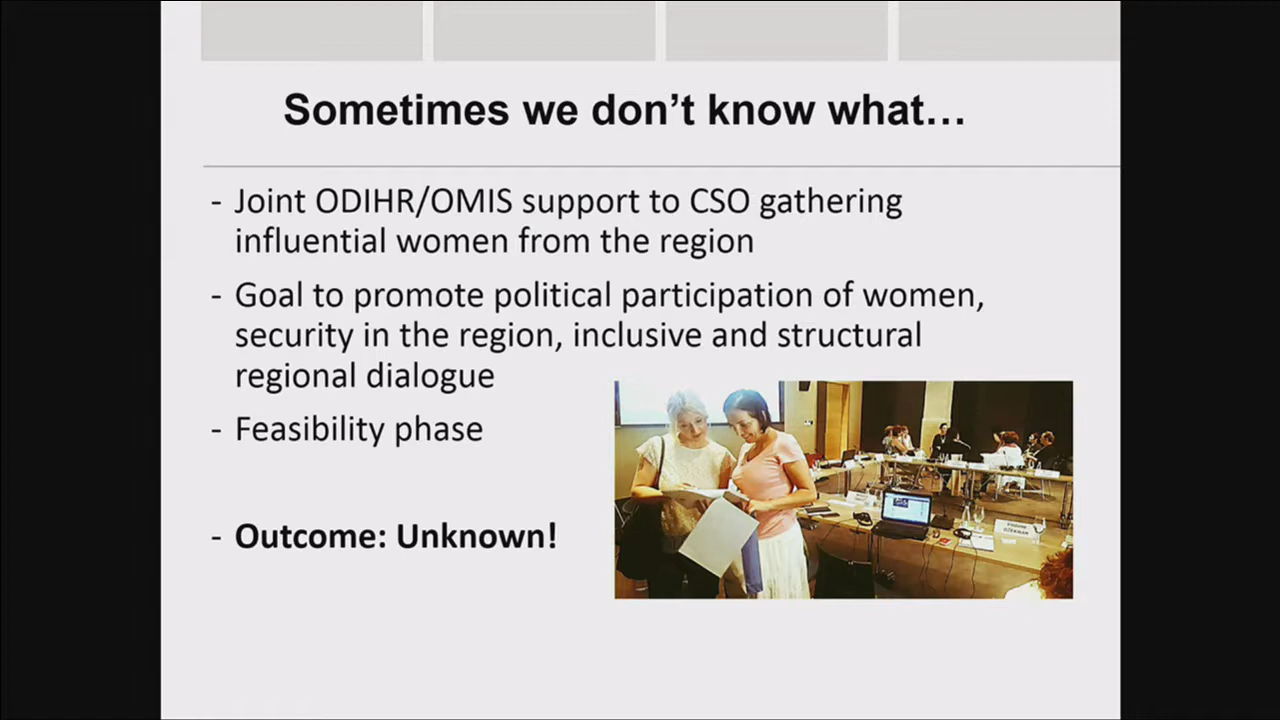 Sometimes we don’t know what…
- Joint ODIHR/OMIS support to CSO gathering
influential women from the region
- Goal to promote political participation of women,
security in the region, inclusive and structural
regional dialogue
- Feasibility phase
- Outcome: Unknown!